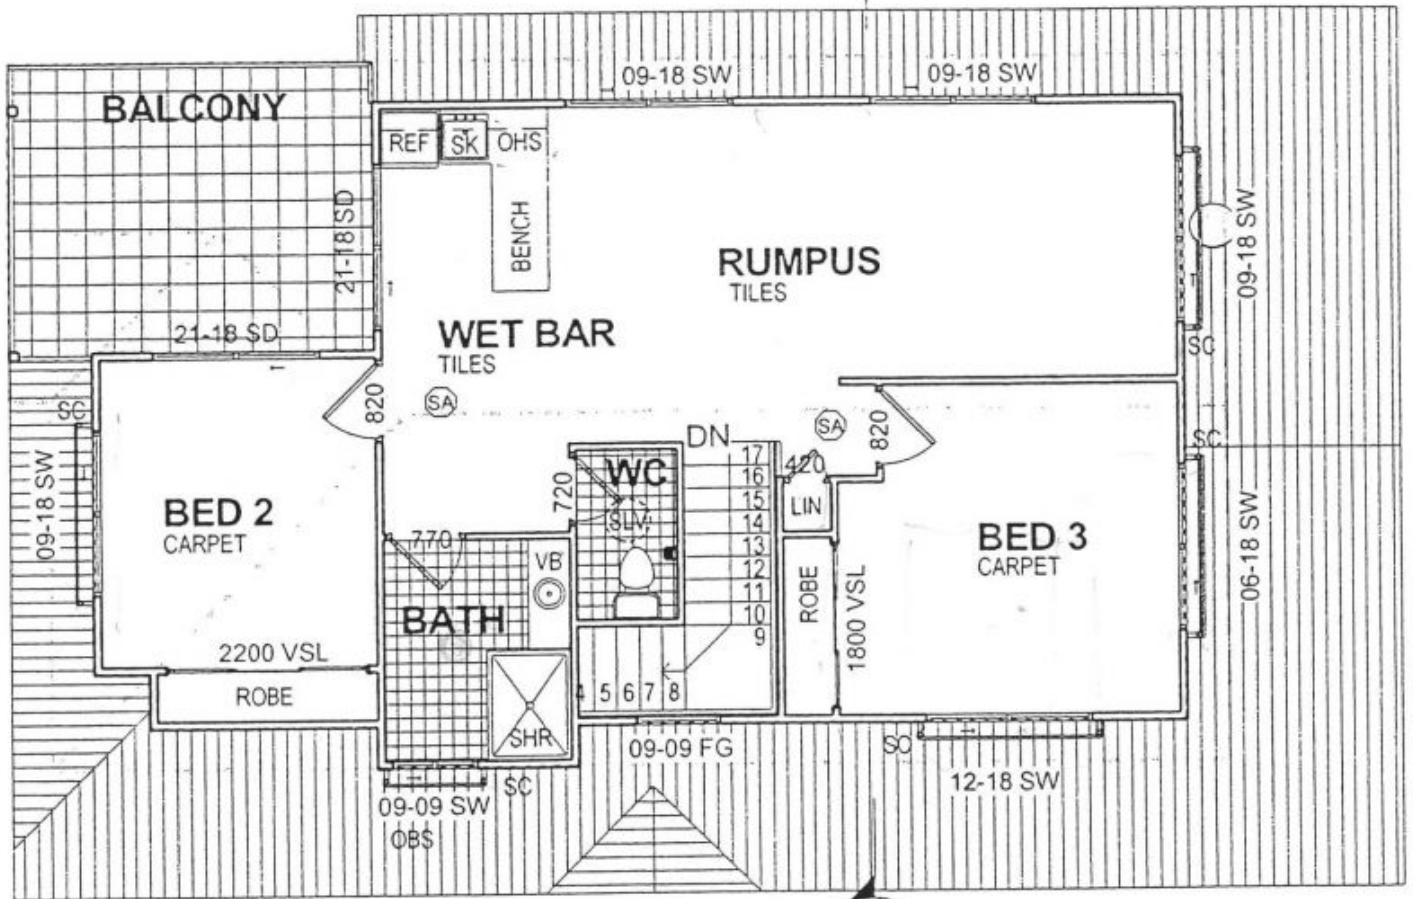 09-18 SW
09-18 SW
BALCONY
REF
SK
OHS
21-18 SD
BENCH
09-18 SW
RUMPUS
TILES
21-18 SD
WET BAR
TILES
SC
820
SA
SC
SA
820
SC
DN
WC
17
420
16
09-18 SW
720
15
LIN
BED 2
CARPET
SLV
14
BED 3
CARPET
06-18 SW
770
13
VB
12
11
ROBE
10
9
BATH
1800 VSL
2200 VSL
ROBE
4 5 6 7 8
SHR
09-09 FG
SC
12-18 SW
SC
09-09 SW
OBS